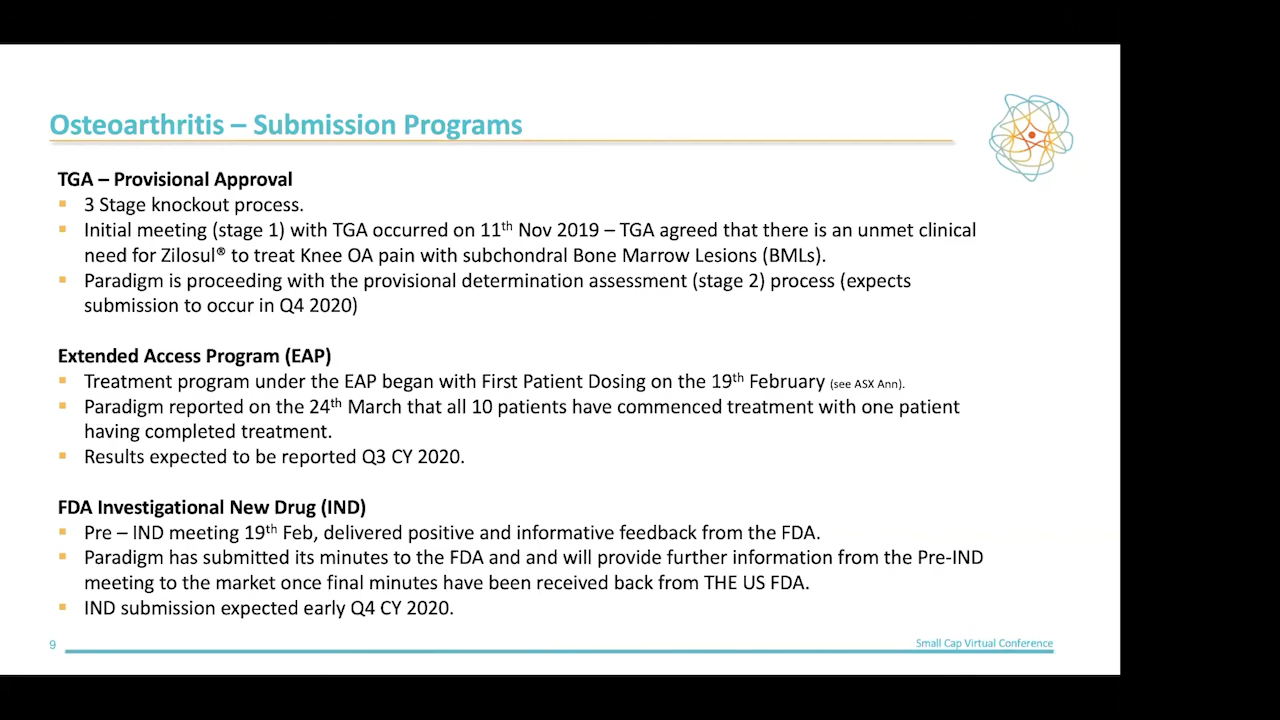 Osteoarthritis – Submission Programs
TGA – Provisional Approval
▪ 3 Stage knockout process.
▪ Initial meeting (stage 1) with TGA occurred on 11th Nov 2019 – TGA agreed that there is an unmet clinical
need for Zilosul® to treat Knee OA pain with subchondral Bone Marrow Lesions (BMLs).
▪ Paradigm is proceeding with the provisional determination assessment (stage 2) process (expects
submission to occur in Q4 2020)
Extended Access Program (EAP)
▪ Treatment program under the EAP began with First Patient Dosing on the 19th February (see ASX Ann).
▪ Paradigm reported on the 24th March that all 10 patients have commenced treatment with one patient
having completed treatment.
▪ Results expected to be reported Q3 CY 2020.
FDA Investigational New Drug (IND)
▪ Pre – IND meeting 19th Feb, delivered positive and informative feedback from the FDA.
▪ Paradigm has submitted its minutes to the FDA and and will provide further information from the Pre-IND
meeting to the market once final minutes have been received back from THE US FDA.
▪ IND submission expected early Q4 CY 2020.
9
Small Cap Virtual Conference